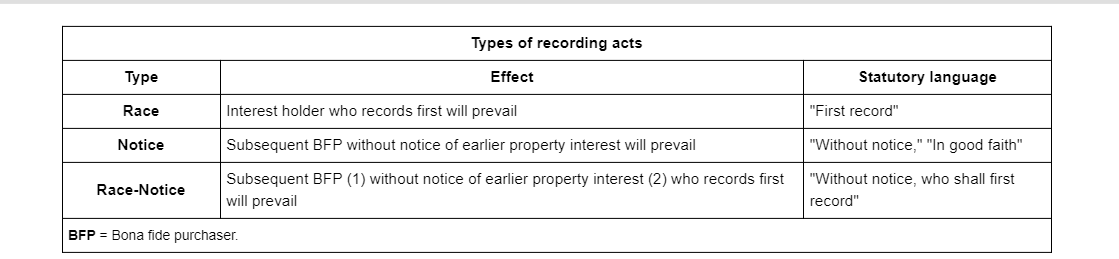 Types of recording acts
Type Effect Statutory language
Race Interest holder who records first will prevail "First record"
Notice Subsequent BFP without notice of earlier property interest will prevail "Without notice," "In good faith"
Race-Notice Subsequent BFP (1) without notice of earlier property interest (2) who records first will prevail "Without notice, who shall first record"
BFP = Bona fide purchaser.